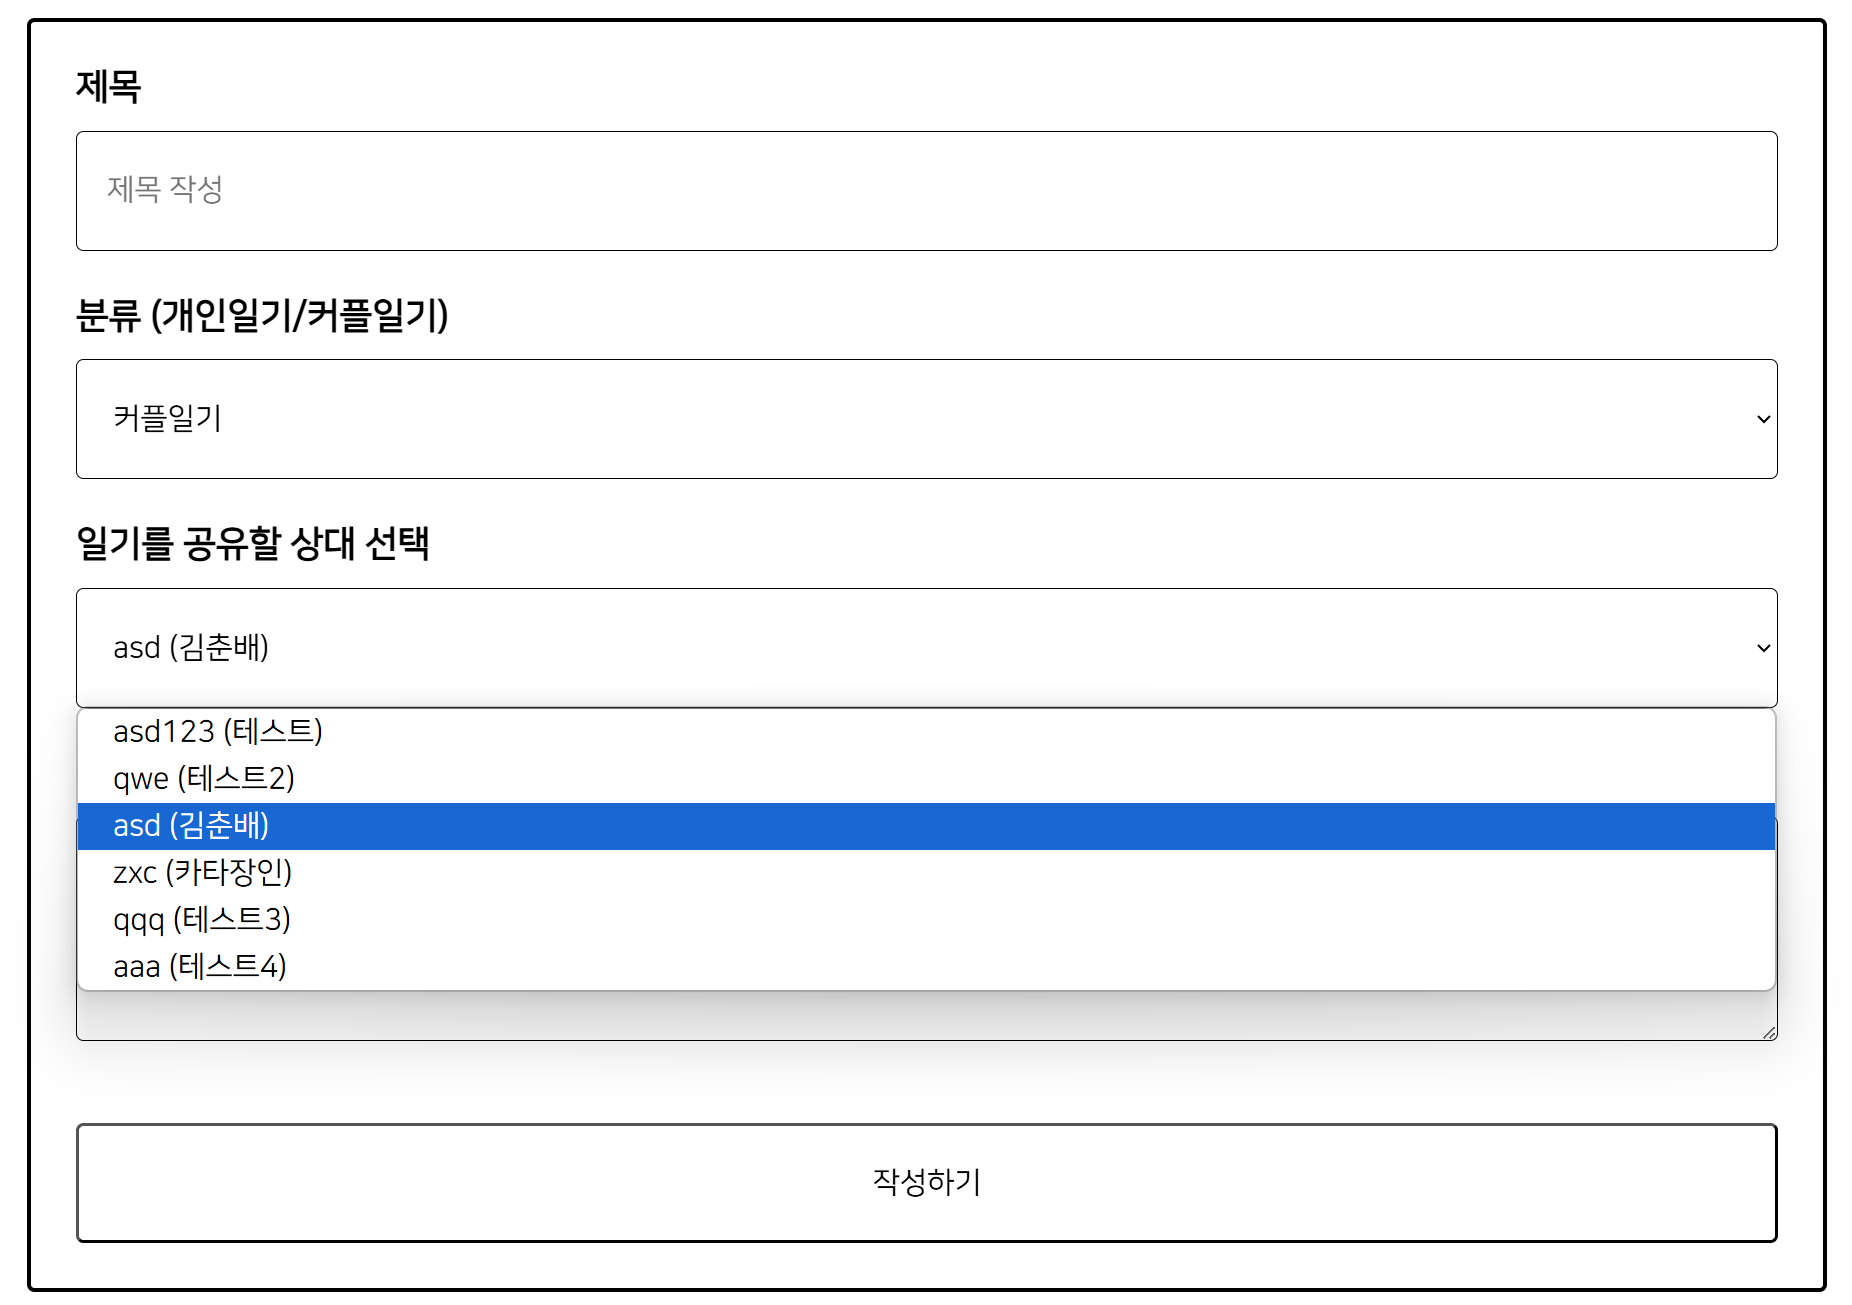 제목
제목 작성
분류 (개인일기/커플일기)
커플일기
일기를 공유할 상대 선택
asd (김춘배)
asd123 (테스트)
qwe (테스트2)
asd (김춘배)
zxc (카타장인)
qqq (테스트3)
aaa (테스트4)
작성하기